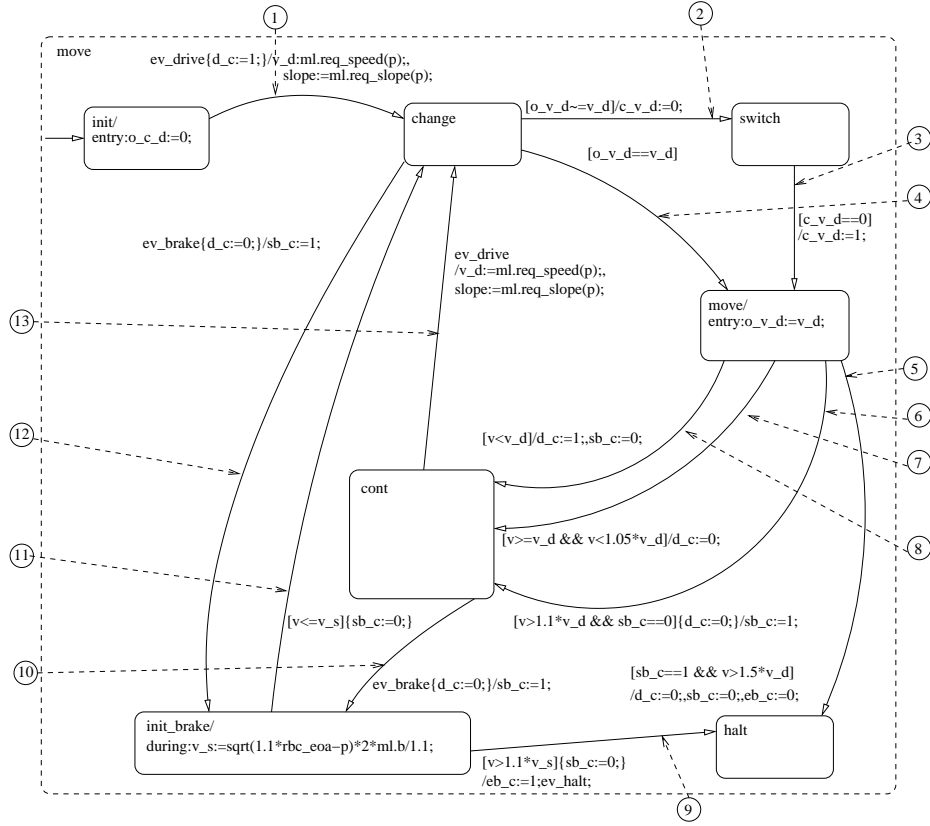 1
2
move
ev_drive{d_c:=1;}/v_d:ml.req_speed(p);,
slope:=ml.req_slope(p);
init/
entry:o_c_d:=0;
change
[o_v_d~=v_d]/c_v_d:=0;
switch
3
[o_v_d==v_d]
4
[c_v_d==0]
/c_v_d:=1;
ev_brake{d_c:=0;}/sb_c:=1;
ev_drive
/v_d:=ml.req_speed(p);,
slope:=ml.req_slope(p);
13
move/
entry:o_v_d:=v_d;
5
6
12
[v<v_d]/d_c:=1;,sb_c:=0;
7
cont
[v>=v_d && v<1.05*v_d]/d_c:=0;
8
11
[v<=v_s]{sb_c:=0;}
[v>1.1*v_d && sb_c==0]{d_c:=0;}/sb_c:=1;
10
ev_brake{d_c:=0;}/sb_c:=1;
[sb_c==1 && v>1.5*v_d]
/d_c:=0;,sb_c:=0;,eb_c:=0;
init_brake/
during:v_s:=sqrt(1.1*rbc_eoa−p)*2*ml.b/1.1;
halt
[v>1.1*v_s]{sb_c:=0;}
/eb_c:=1;ev_halt;
9